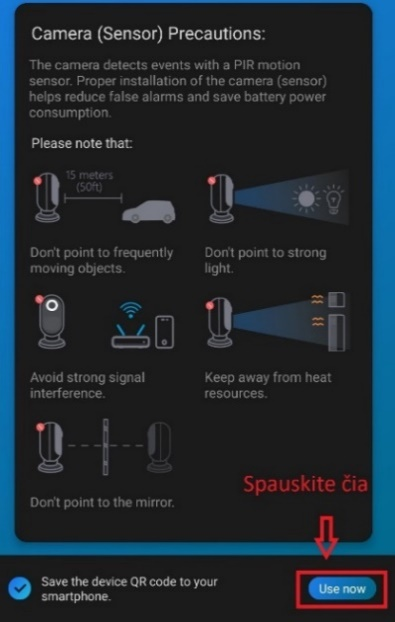 Camera (Sensor) Precautions:
The camera detects events with a PIR motion
sensor. Proper installation of the camera (sensor)
helps reduce false alarms and save battery power
consumption.
Please note that:
15 meters
(50ft)
Don't point to frequently
moving objects.
Don't point to strong
light.
Avoid strong signal
interference.
Keep away from heat
resources.
Don't point to the mirror.
Spauskite čia
Save the device QR code to your
smartphone.
Use now